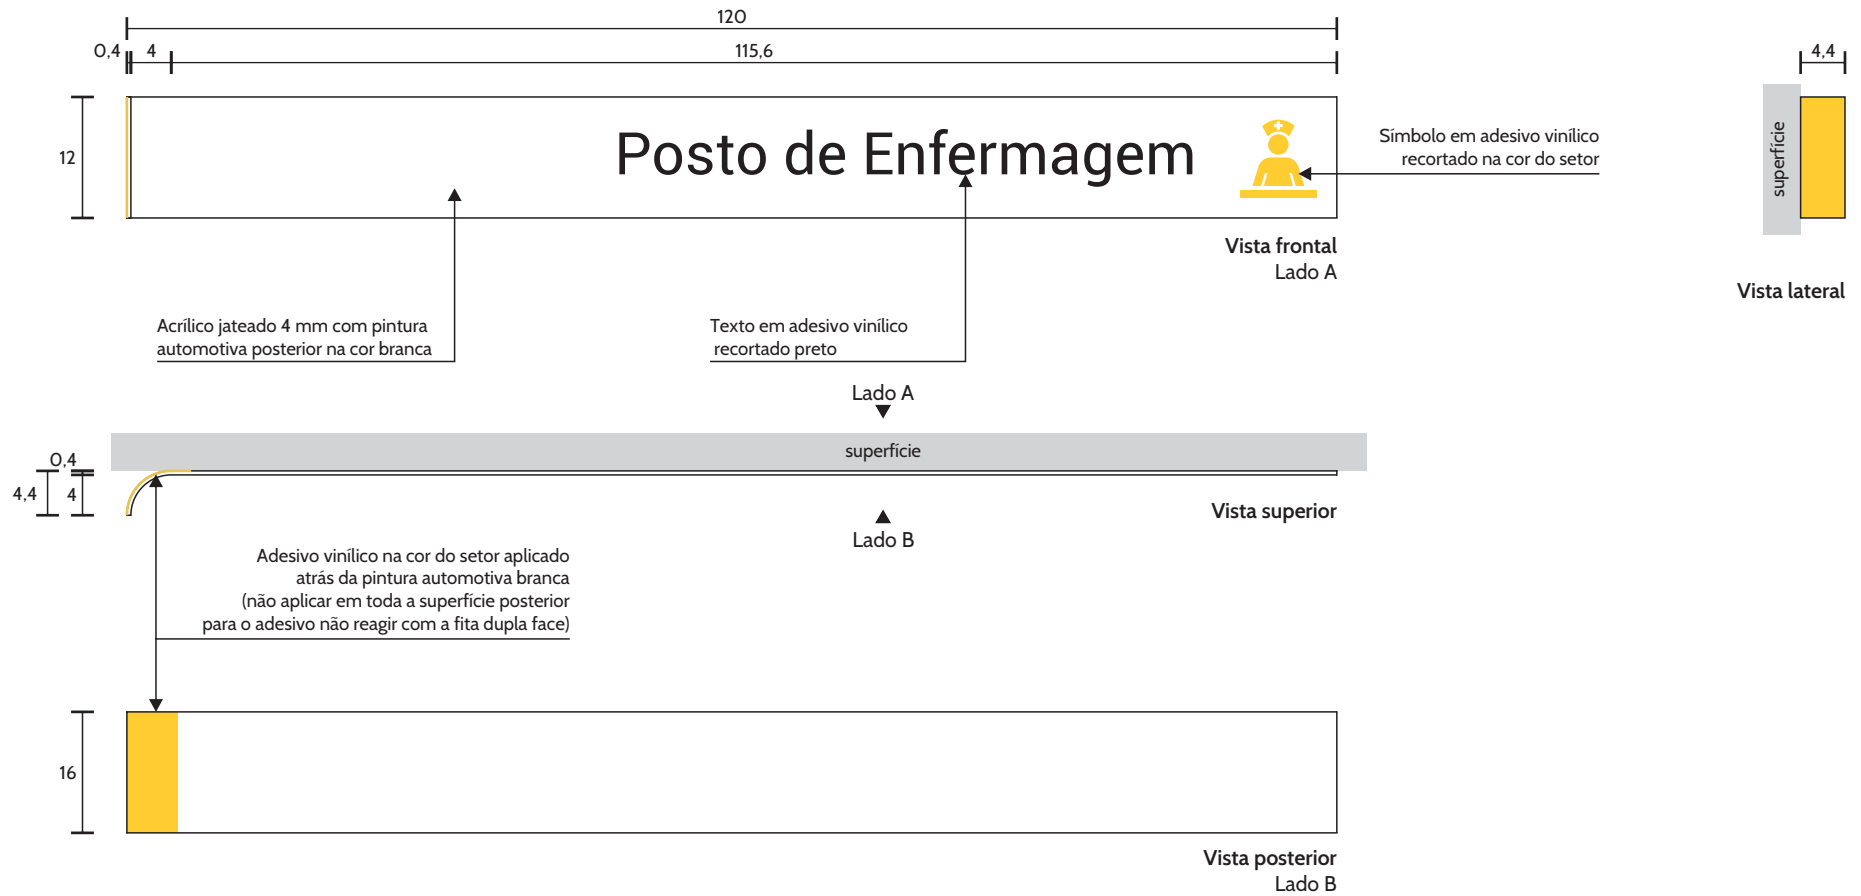 120
0,4
4
115,6
4,4
12
Posto de Enfermagem
Símbolo em adesivo vinílico
recortado na cor do setor
superfície
Vista frontal
Lado A
Vista lateral
Acrílico jateado 4 mm com pintura
automotiva posterior na cor branca
Texto em adesivo vinílico
recortado preto
Lado A
superfície
0,4
4,4
4
Vista superior
Lado B
Adesivo vinílico na cor do setor aplicado
atrás da pintura automotiva branca
(não aplicar em toda a superfície posterior
para o adesivo não reagir com a fita dupla face)
16
Vista posterior
Lado B